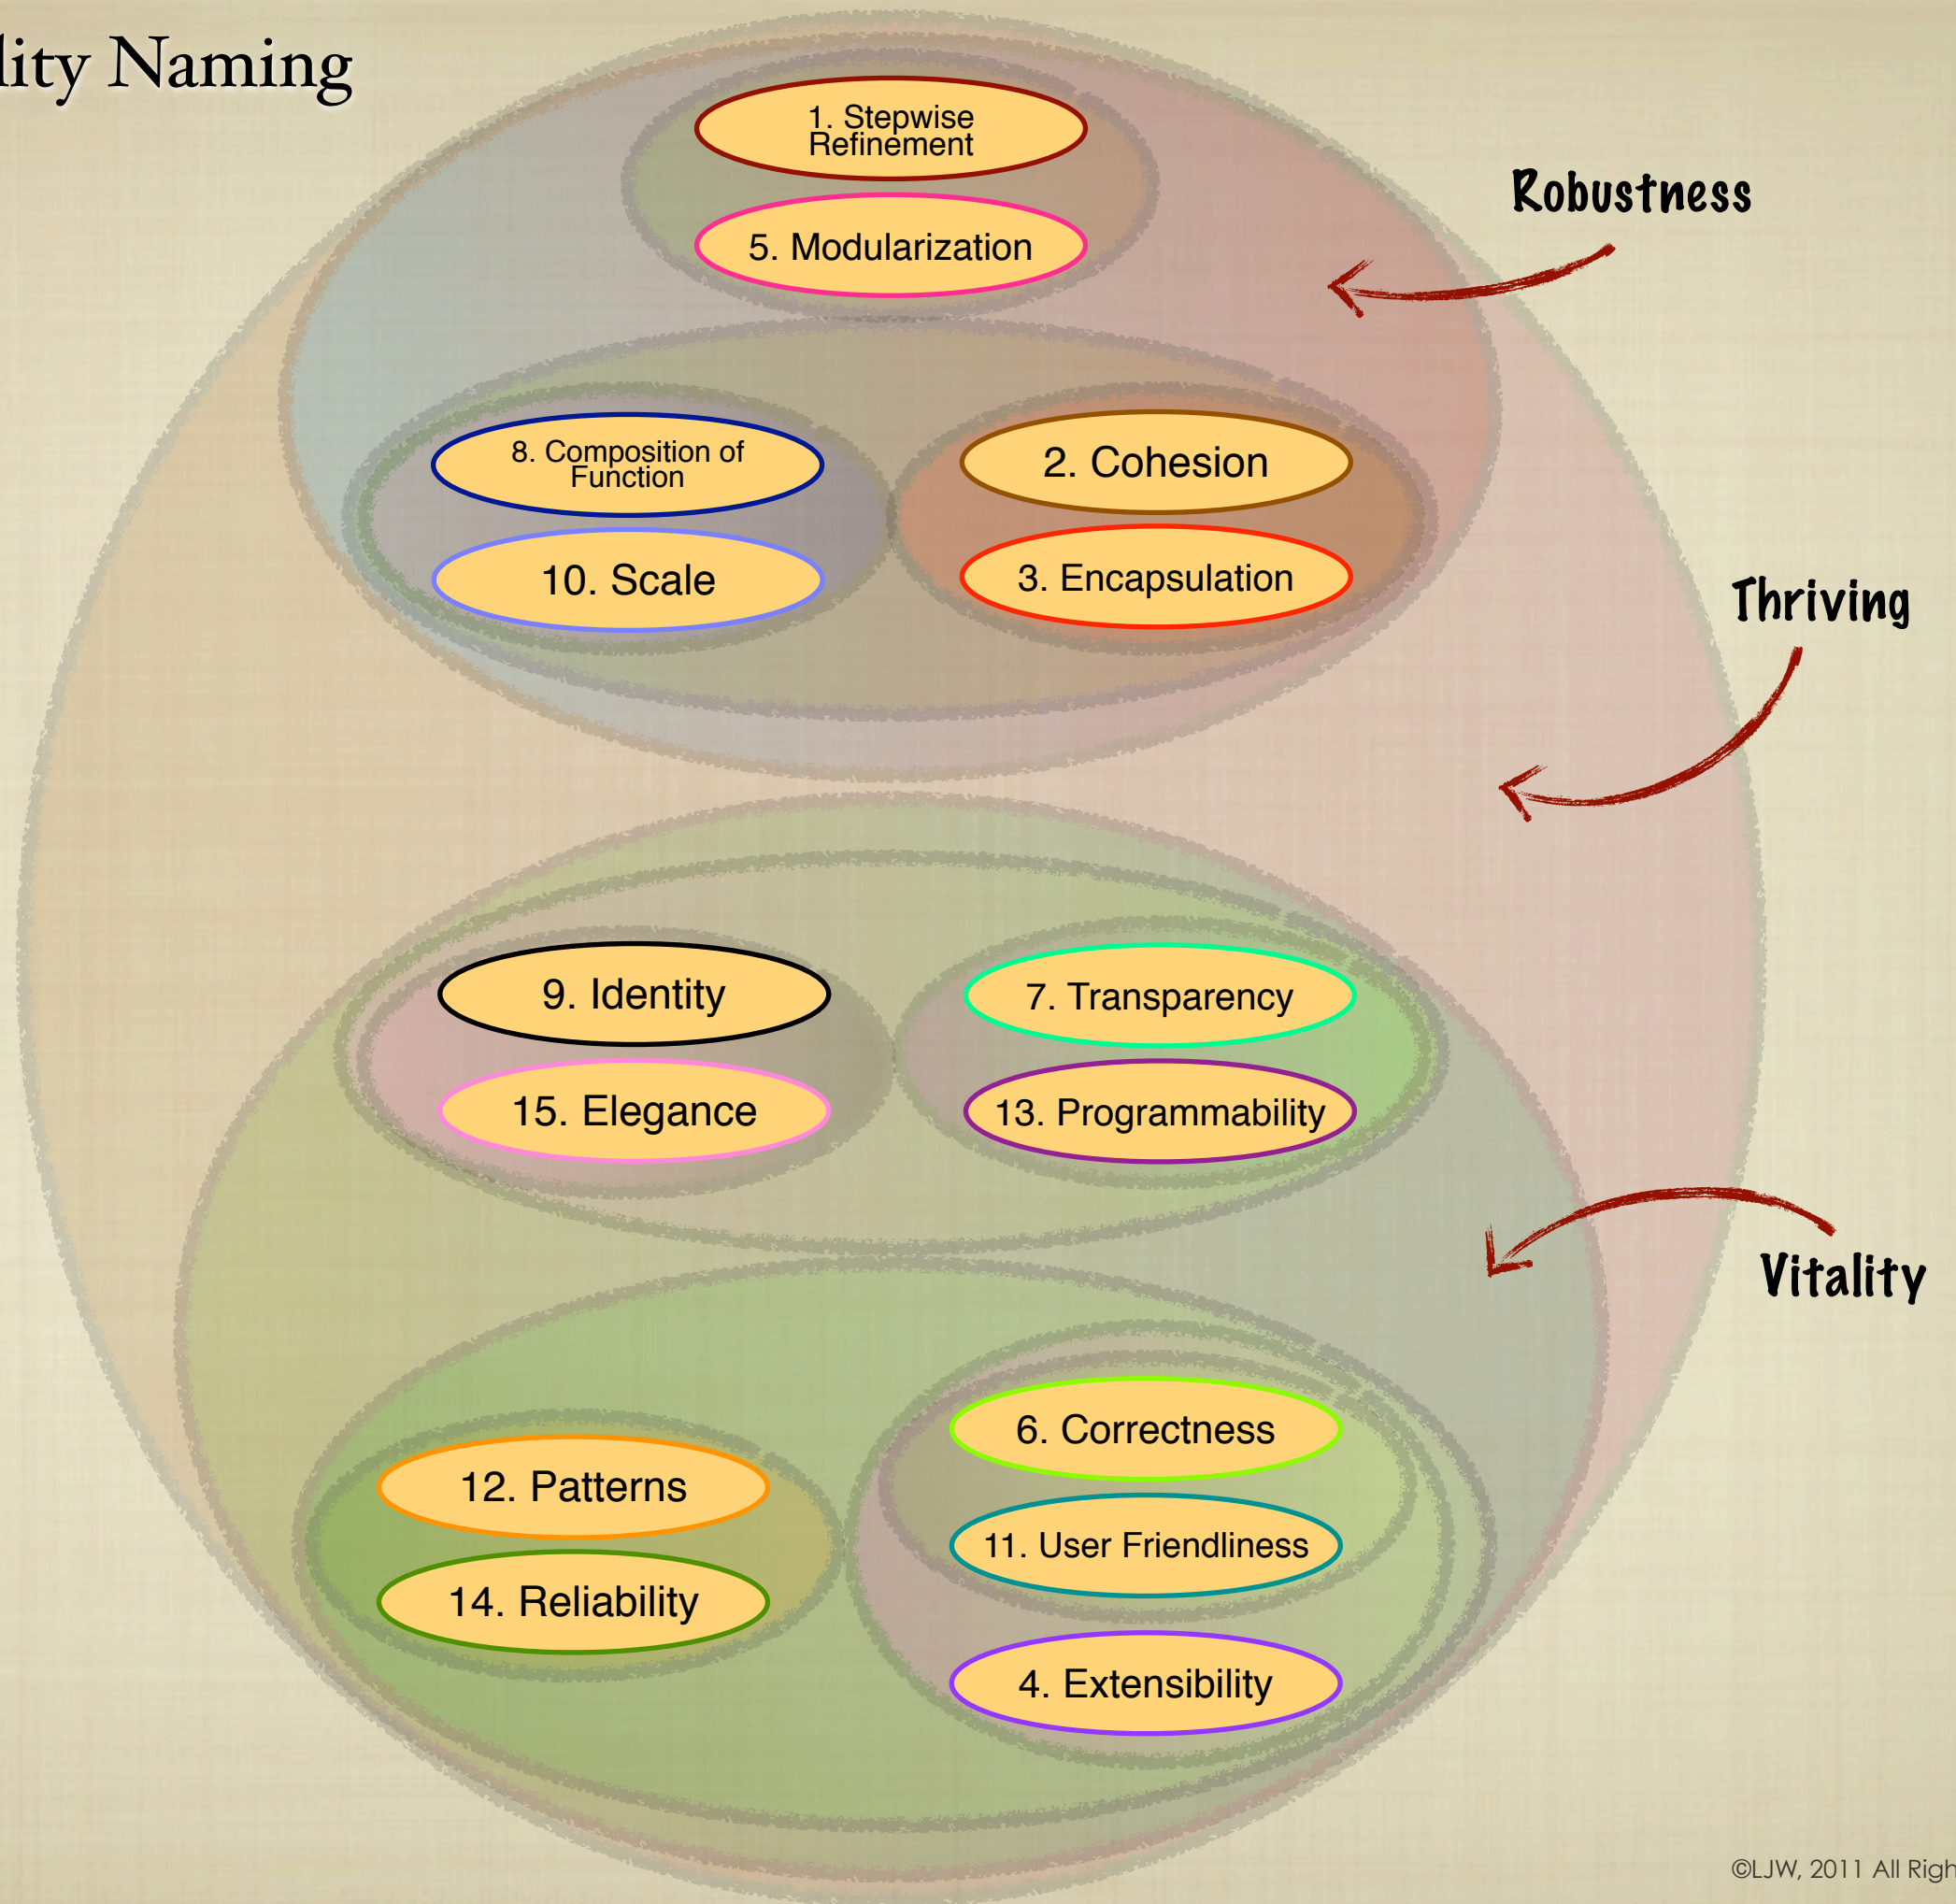 lity Naming
1. Stepwise
Refinement
5. Modularization
Robustness
8. Composition of
Function
2. Cohesion
10. Scale
3. Encapsulation
Thriving
9. Identity
7. Transparency
15. Elegance
13. Programmability
Vitality
6. Correctness
12. Patterns
11. User Friendliness
14. Reliability
4. Extensibility
©LJW, 2011 All Righ